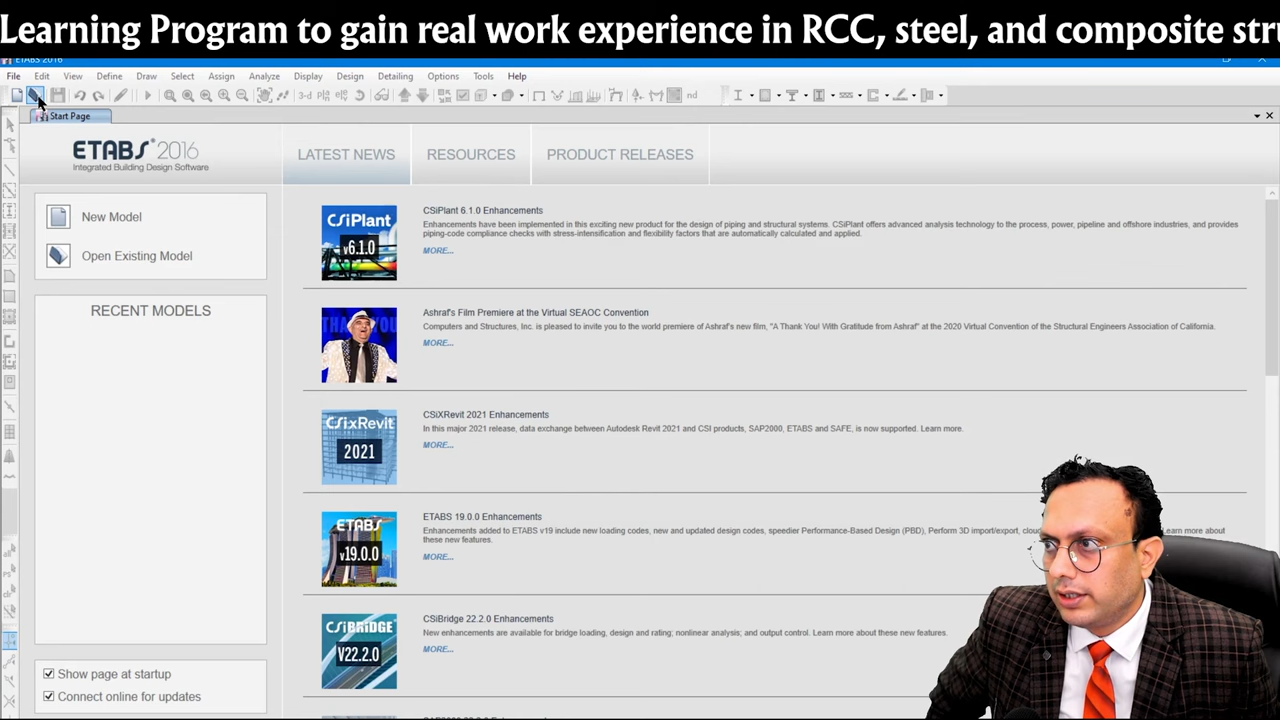 Learning Program to gain real work experience in RCC, steel, and composite stru
ETABS 2016
File Edit View Define Draw Select Assign Analyze Display Design Detailing Options Tools Help
3-d nd
Start Page
ETABS® 2016
Integrated Building Design Software
LATEST NEWS RESOURCES PRODUCT RELEASES
New Model
Open Existing Model
RECENT MODELS
Show page at startup
Connect online for updates
CSiPlant
v6.1.0
CSiPlant 6.1.0 Enhancements
Enhancements have been implemented in this exciting new product for the design of piping and structural systems. CSiPlant offers advanced analysis technology to the process, power, pipeline and offshore industries, and provides
piping-code compliance checks with stress-intensification and flexibility factors that are automatically calculated and applied.
MORE...
THANK YOU
Ashraf's Film Premiere at the Virtual SEAOC Convention
Computers and Structures, Inc. is pleased to invite you to the world premiere of Ashraf's new film, "A Thank You! With Gratitude from Ashraf" at the 2020 Virtual Convention of the Structural Engineers Association of California.
MORE...
CSiXRevit
2021
CSiXRevit 2021 Enhancements
In this major 2021 release, data exchange between Autodesk Revit 2021 and CSI products, SAP2000, ETABS and SAFE, is now supported. Learn more.
MORE...
ETABS
v19.0.0
ETABS 19.0.0 Enhancements
Enhancements added to ETABS v19 include new loading codes, new and updated design codes, speedier Performance-Based Design (PBD), Perform 3D import/export, clou Learn more about
these new features.
MORE...
CSiBRiDGE
V22.2.0
CSiBridge 22.2.0 Enhancements
New enhancements are available for bridge loading, design and rating; nonlinear analysis; and output control. Learn more about these new features.
MORE...